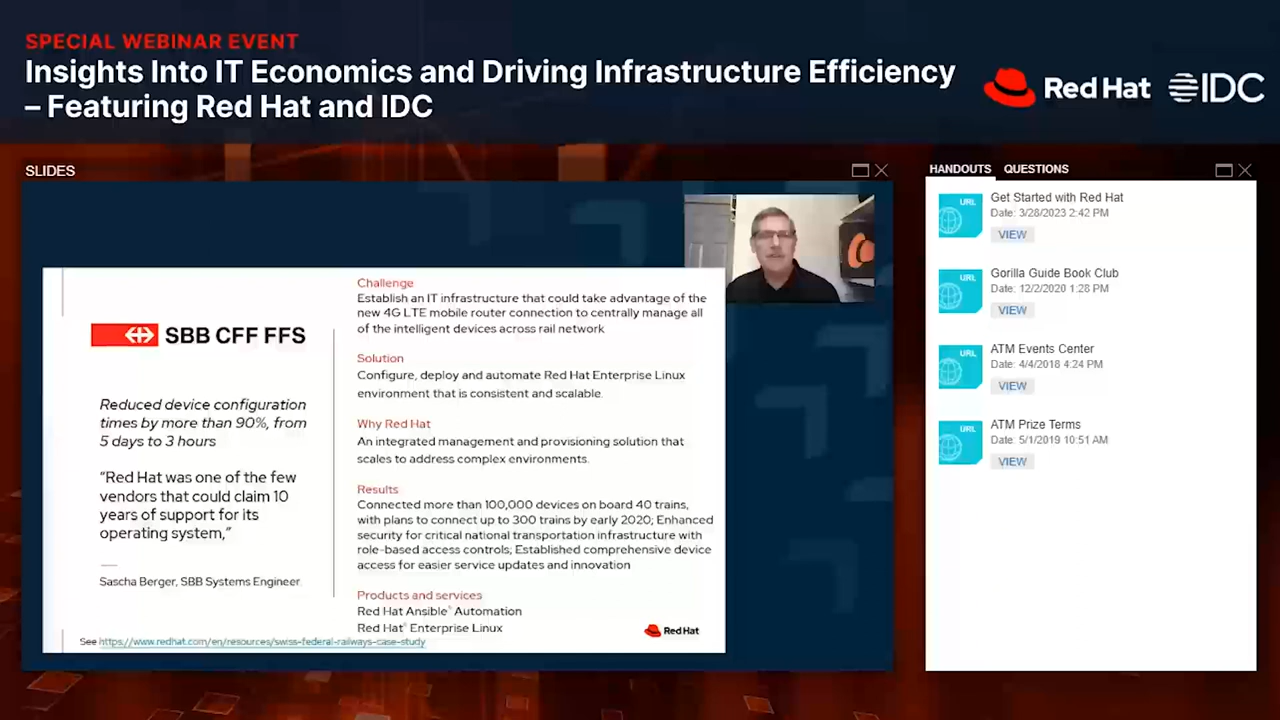 SPECIAL WEBINAR EVENT
Insights Into IT Economics and Driving Infrastructure Efficiency
– Featuring Red Hat and IDC
Red Hat
IDC
SLIDES
SBB CFF FFS
Reduced device configuration
times by more than 90%, from
5 days to 3 hours
“Red Hat was one of the few
vendors that could claim 10
years of support for its
operating system,”
Sascha Berger, SBB Systems Engineer
Challenge
Establish an IT infrastructure that could take advantage of the
new 4G LTE mobile router connection to centrally manage all
of the intelligent devices across rail network
Solution
Configure, deploy and automate Red Hat Enterprise Linux
environment that is consistent and scalable.
Why Red Hat
An integrated management and provisioning solution that
scales to address complex environments.
Results
Connected more than 100,000 devices on board 40 trains,
with plans to connect up to 300 trains by early 2020; Enhanced
security for critical national transportation infrastructure with
role-based access controls; Established comprehensive device
access for easier service updates and innovation
Products and services
Red Hat Ansible® Automation
Red Hat® Enterprise Linux
See https://www.redhat.com/en/resources/swiss-federal-railways-case-study
Red Hat
HANDOUTS QUESTIONS
URL
Get Started with Red Hat
Date: 3/28/2023 2:42 PM
VIEW
URL
Gorilla Guide Book Club
Date: 12/2/2020 1:28 PM
VIEW
URL
ATM Events Center
Date: 4/4/2018 4:24 PM
VIEW
URL
ATM Prize Terms
Date: 5/1/2019 10:51 AM
VIEW